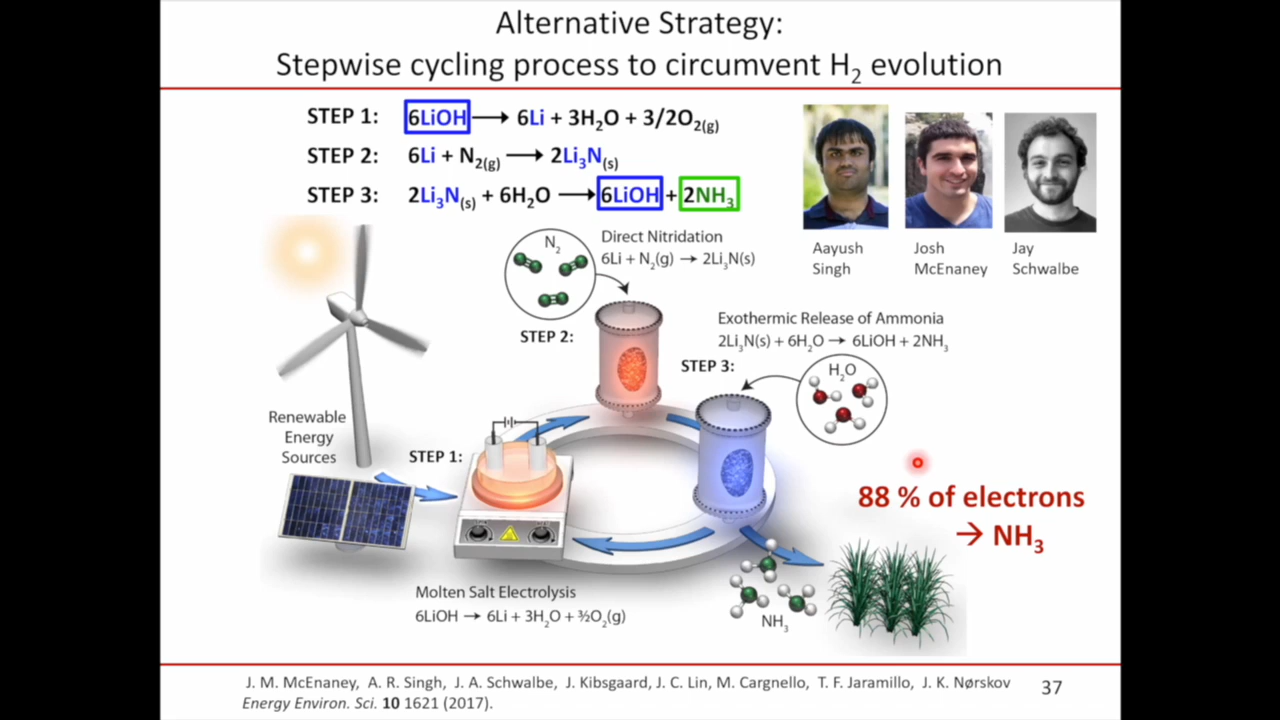 Alternative Strategy:
Stepwise cycling process to circumvent H₂ evolution
STEP 1: 6LiOH ⟶ 6Li + 3H₂O + 3/2O₂(g)
STEP 2: 6Li + N₂(g) ⟶ 2Li₃N(s)
STEP 3: 2Li₃N(s) + 6H₂O ⟶ 6LiOH + 2NH₃
Aayush
Singh
Josh
McEnaney
Jay
Schwalbe
N₂
Direct Nitridation
6Li + N₂(g) → 2Li₃N(s)
STEP 2:
Exothermic Release of Ammonia
2Li₃N(s) + 6H₂O → 6LiOH + 2NH₃
STEP 3:
H₂O
Renewable
Energy
Sources
STEP 1:
88 % of electrons
→ NH₃
Molten Salt Electrolysis
6LiOH → 6Li + 3H₂O + ³⁄₂O₂(g)
NH₃
J. M. McEnaney, A. R. Singh, J. A. Schwalbe, J. Kibsgaard, J. C. Lin, M. Cargnello, T. F. Jaramillo, J. K. Nørskov
Energy Environ. Sci. 10 1621 (2017).
37